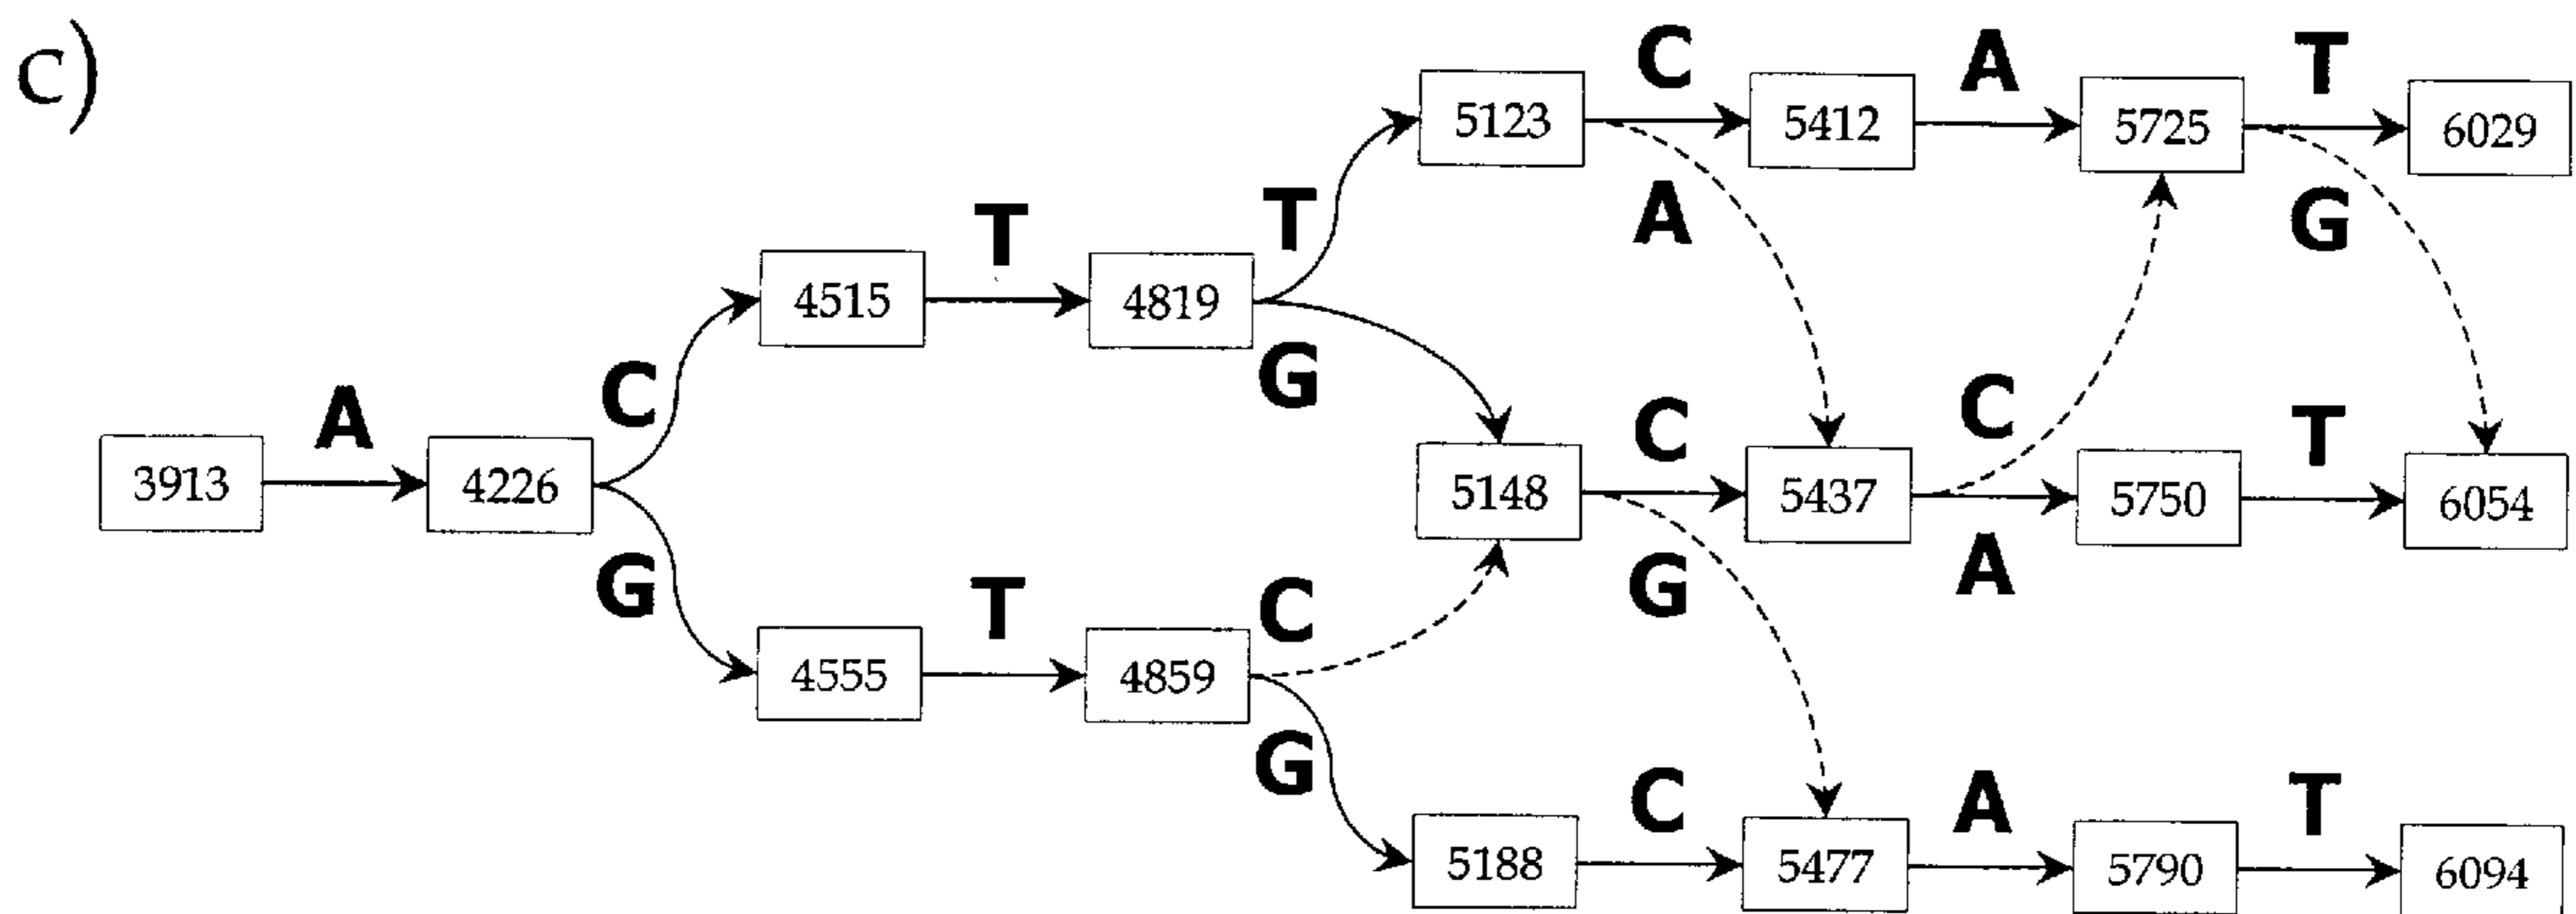 C)
C A T
5123 5412 5725 6029
T T A G
4515 4819
C G C C T
A
3913 4226 5148 5437 5750 6054
G T C G A
4555 4859
G C A T
5188 5477 5790 6094